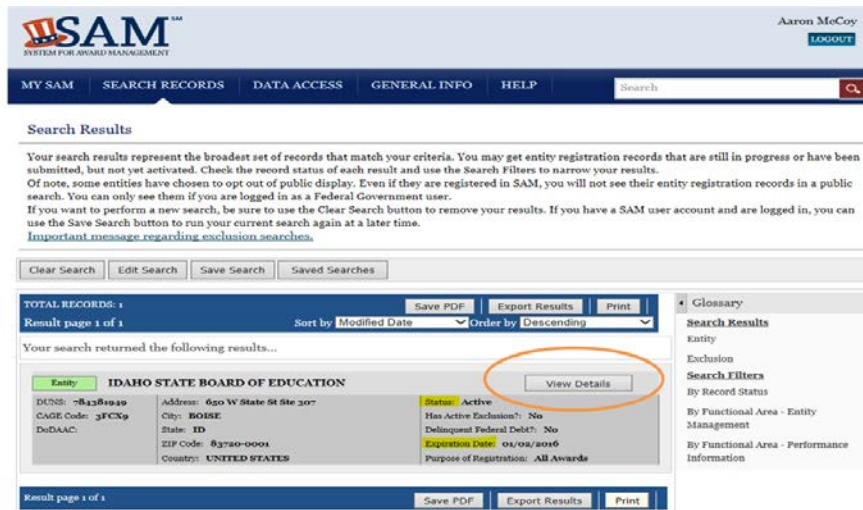 SAM SM
SYSTEM FOR AWARD MANAGEMENT
Aaron McCoy
LOGOUT
MY SAM SEARCH RECORDS DATA ACCESS GENERAL INFO HELP Search
Search Results
Your search results represent the broadest set of records that match your criteria. You may get entity registration records that are still in progress or have been
submitted, but not yet activated. Check the record status of each result and use the Search Filters to narrow your results.
Of note, some entities have chosen to opt out of public display. Even if they are registered in SAM, you will not see their entity registration records in a public
search. You can only see them if you are logged in as a Federal Government user.
If you want to perform a new search, be sure to use the Clear Search button to remove your results. If you have a SAM user account and are logged in, you can
use the Save Search button to run your current search again at a later time.
Important message regarding exclusion searches.
Clear Search Edit Search Save Search Saved Searches
TOTAL RECORDS: 1 Save PDF Export Results Print
Result page 1 of 1 Sort by Modified Date Order by Descending
Your search returned the following results...
Entity IDAHO STATE BOARD OF EDUCATION View Details
DUNS: 784381949 Address: 650 W State St Ste 307 Status: Active
CAGE Code: 3FCX9 City: BOISE Has Active Exclusion?: No
DoDAAC: State: ID Delinquent Federal Debt?: No
ZIP Code: 83720-0001 Expiration Date: 01/02/2016
Country: UNITED STATES Purpose of Registration: All Awards
Result page 1 of 1 Save PDF Export Results Print
Glossary
Search Results
Entity
Exclusion
Search Filters
By Record Status
By Functional Area - Entity
Management
By Functional Area - Performance
Information